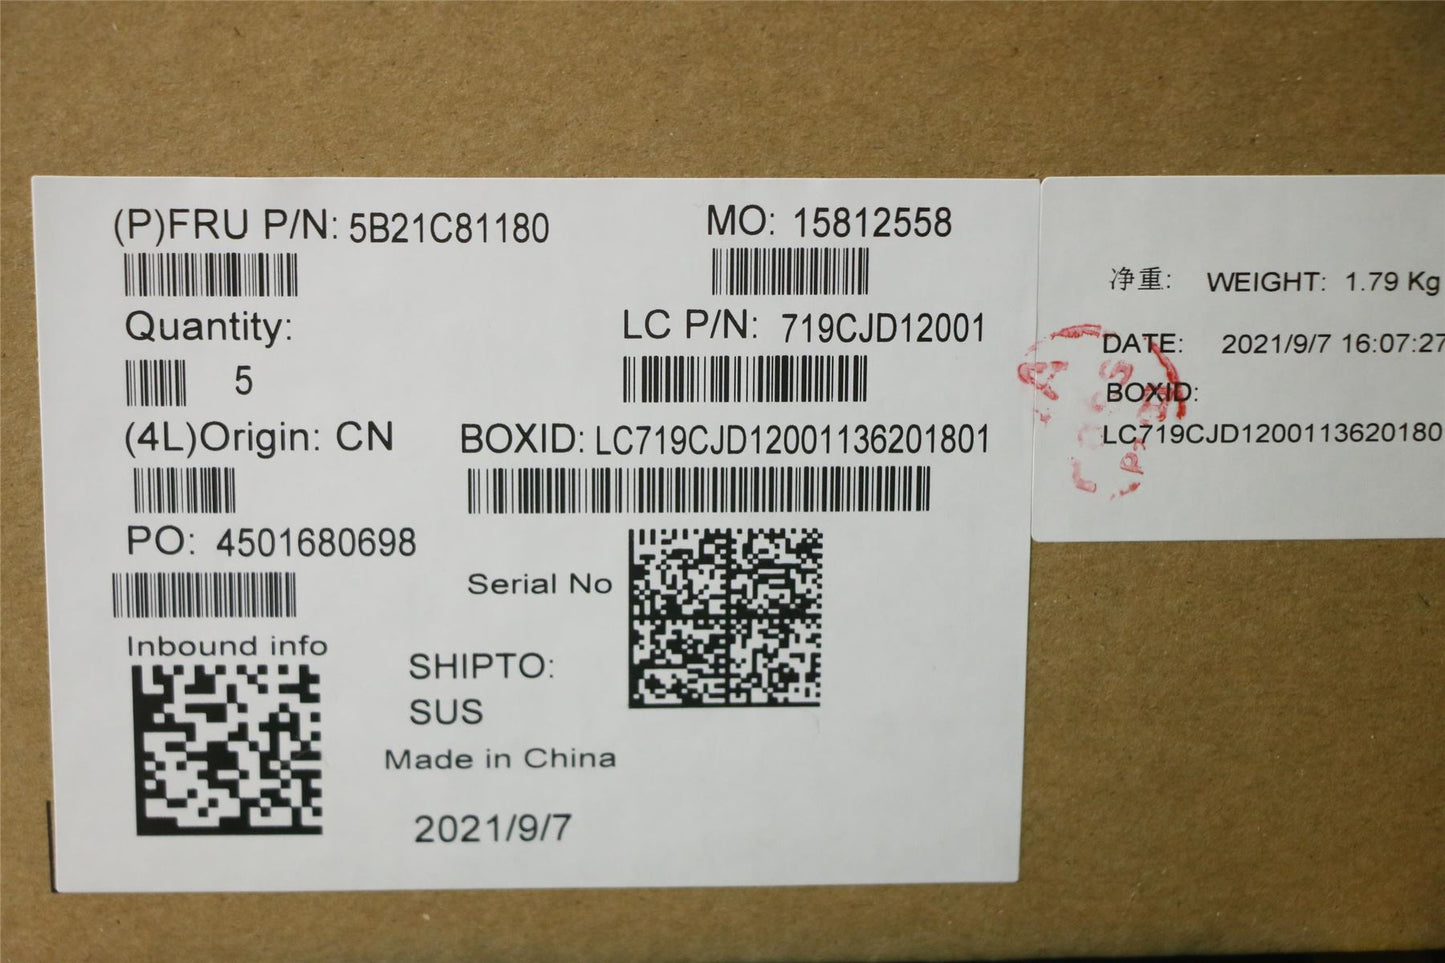 (P)FRU P/N: 5B21C81180
MO: 15812558
Quantity:
5
LC P/N: 719CJD12001
(4L)Origin: CN
BOXID: LC719CJD12001136201801
PO: 4501680698
Serial No
Inbound info
SHIPTO:
SUS
Made in China
2021/9/7
净重: WEIGHT: 1.79 Kg
DATE: 2021/9/7 16:07:27
BOXID:
LC719CJD1200113620180